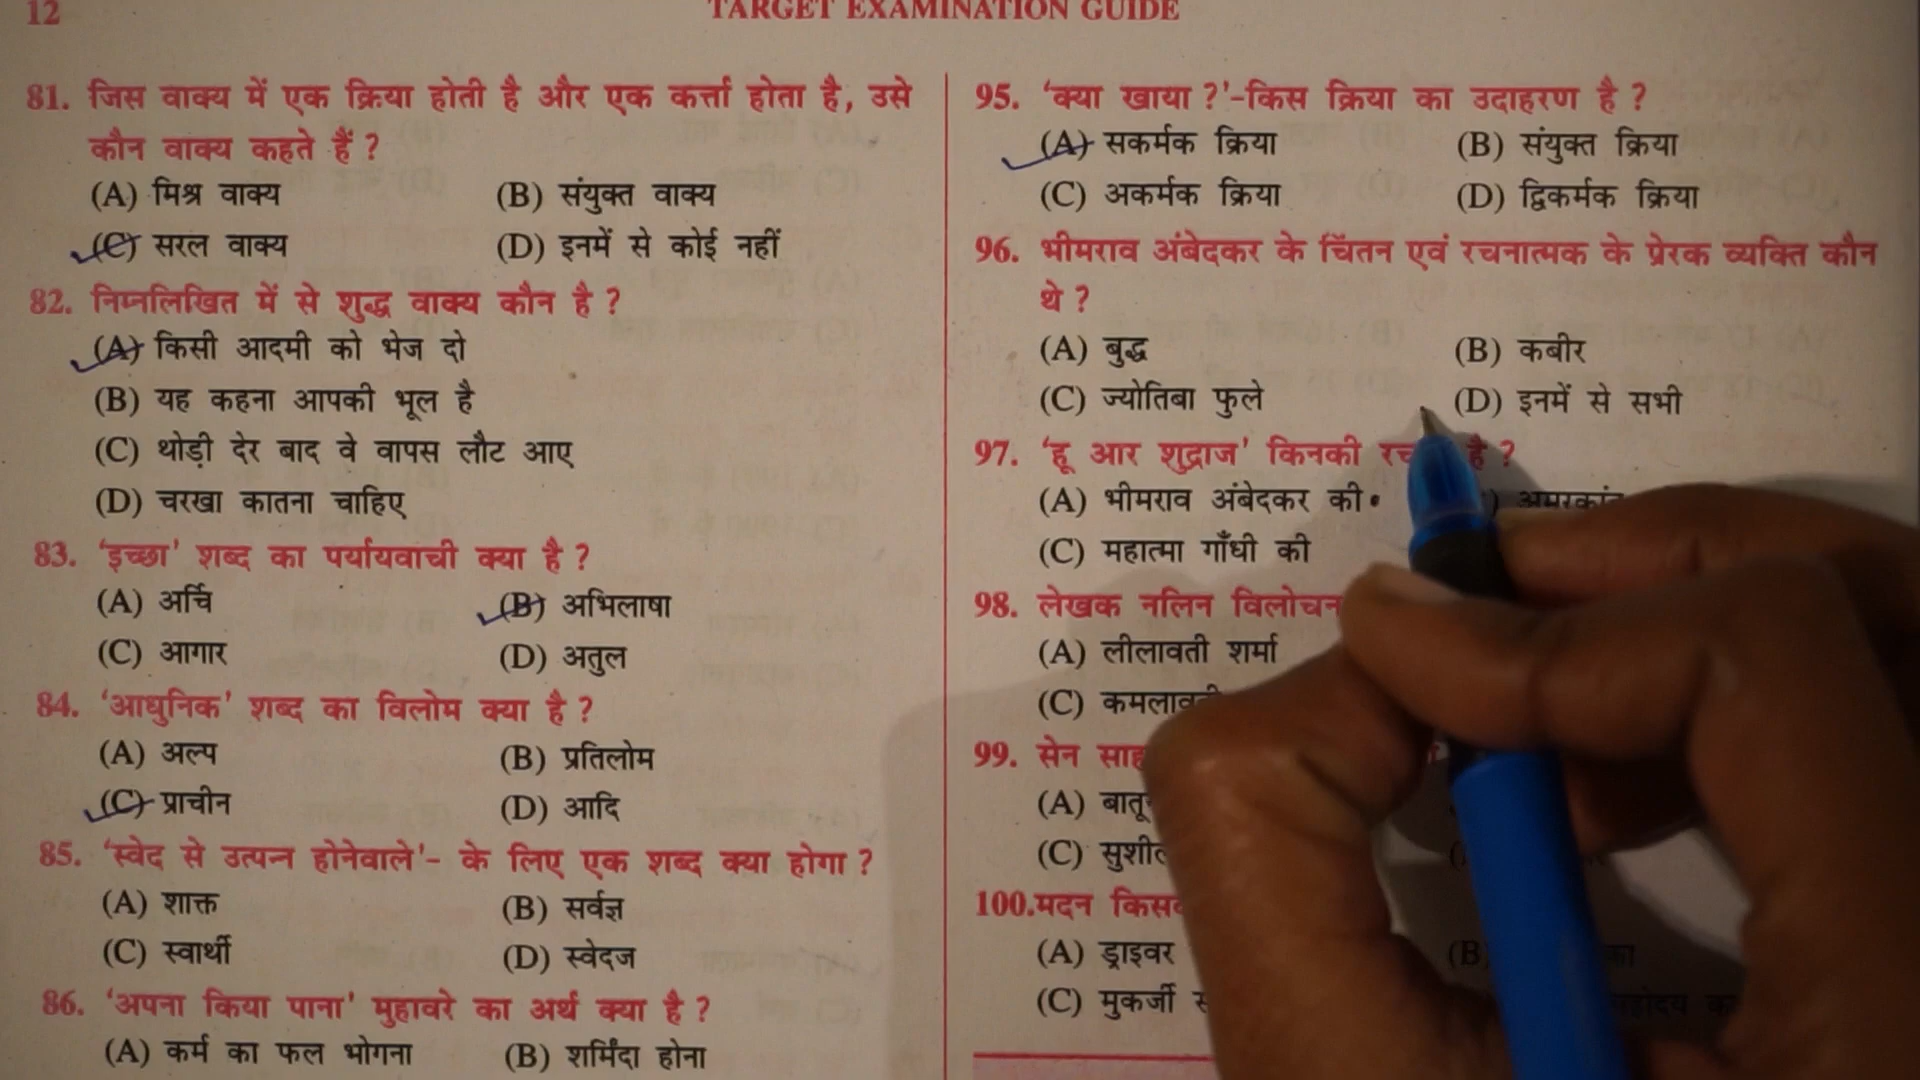 12
TARGET EXAMINATION GUIDE
81. जिस वाक्य में एक क्रिया होती है और एक कर्त्ता होता है, उसे
कौन वाक्य कहते हैं ?
(A) मिश्र वाक्य (B) संयुक्त वाक्य
(C) सरल वाक्य (D) इनमें से कोई नहीं
82. निम्नलिखित में से शुद्ध वाक्य कौन है ?
(A) किसी आदमी को भेज दो
(B) यह कहना आपकी भूल है
(C) थोड़ी देर बाद वे वापस लौट आए
(D) चरखा कातना चाहिए
83. 'इच्छा' शब्द का पर्यायवाची क्या है ?
(A) अर्चि (B) अभिलाषा
(C) आगार (D) अतुल
84. 'आधुनिक' शब्द का विलोम क्या है ?
(A) अल्प (B) प्रतिलोम
(C) प्राचीन (D) आदि
85. 'स्वेद से उत्पन्न होनेवाले'- के लिए एक शब्द क्या होगा ?
(A) शाक्त (B) सर्वज्ञ
(C) स्वार्थी (D) स्वेदज
86. 'अपना किया पाना' मुहावरे का अर्थ क्या है ?
(A) कर्म का फल भोगना (B) शर्मिंदा होना
95. 'क्या खाया ?'-किस क्रिया का उदाहरण है ?
(A) सकर्मक क्रिया (B) संयुक्त क्रिया
(C) अकर्मक क्रिया (D) द्विकर्मक क्रिया
96. भीमराव अंबेदकर के चिंतन एवं रचनात्मक के प्रेरक व्यक्ति कौन
थे ?
(A) बुद्ध (B) कबीर
(C) ज्योतिबा फुले (D) इनमें से सभी
97. 'हू आर शुद्राज' किनकी है ?
(A) भीमराव अंबेदकर की
(C) महात्मा गाँधी की
98. लेखक नलिन विलोचन
(A) लीलावती शर्मा
(C)
99. सेन
(A)
(C)
100.मदन
(A) ड्राइवर (B)
(C) मुकर्जी